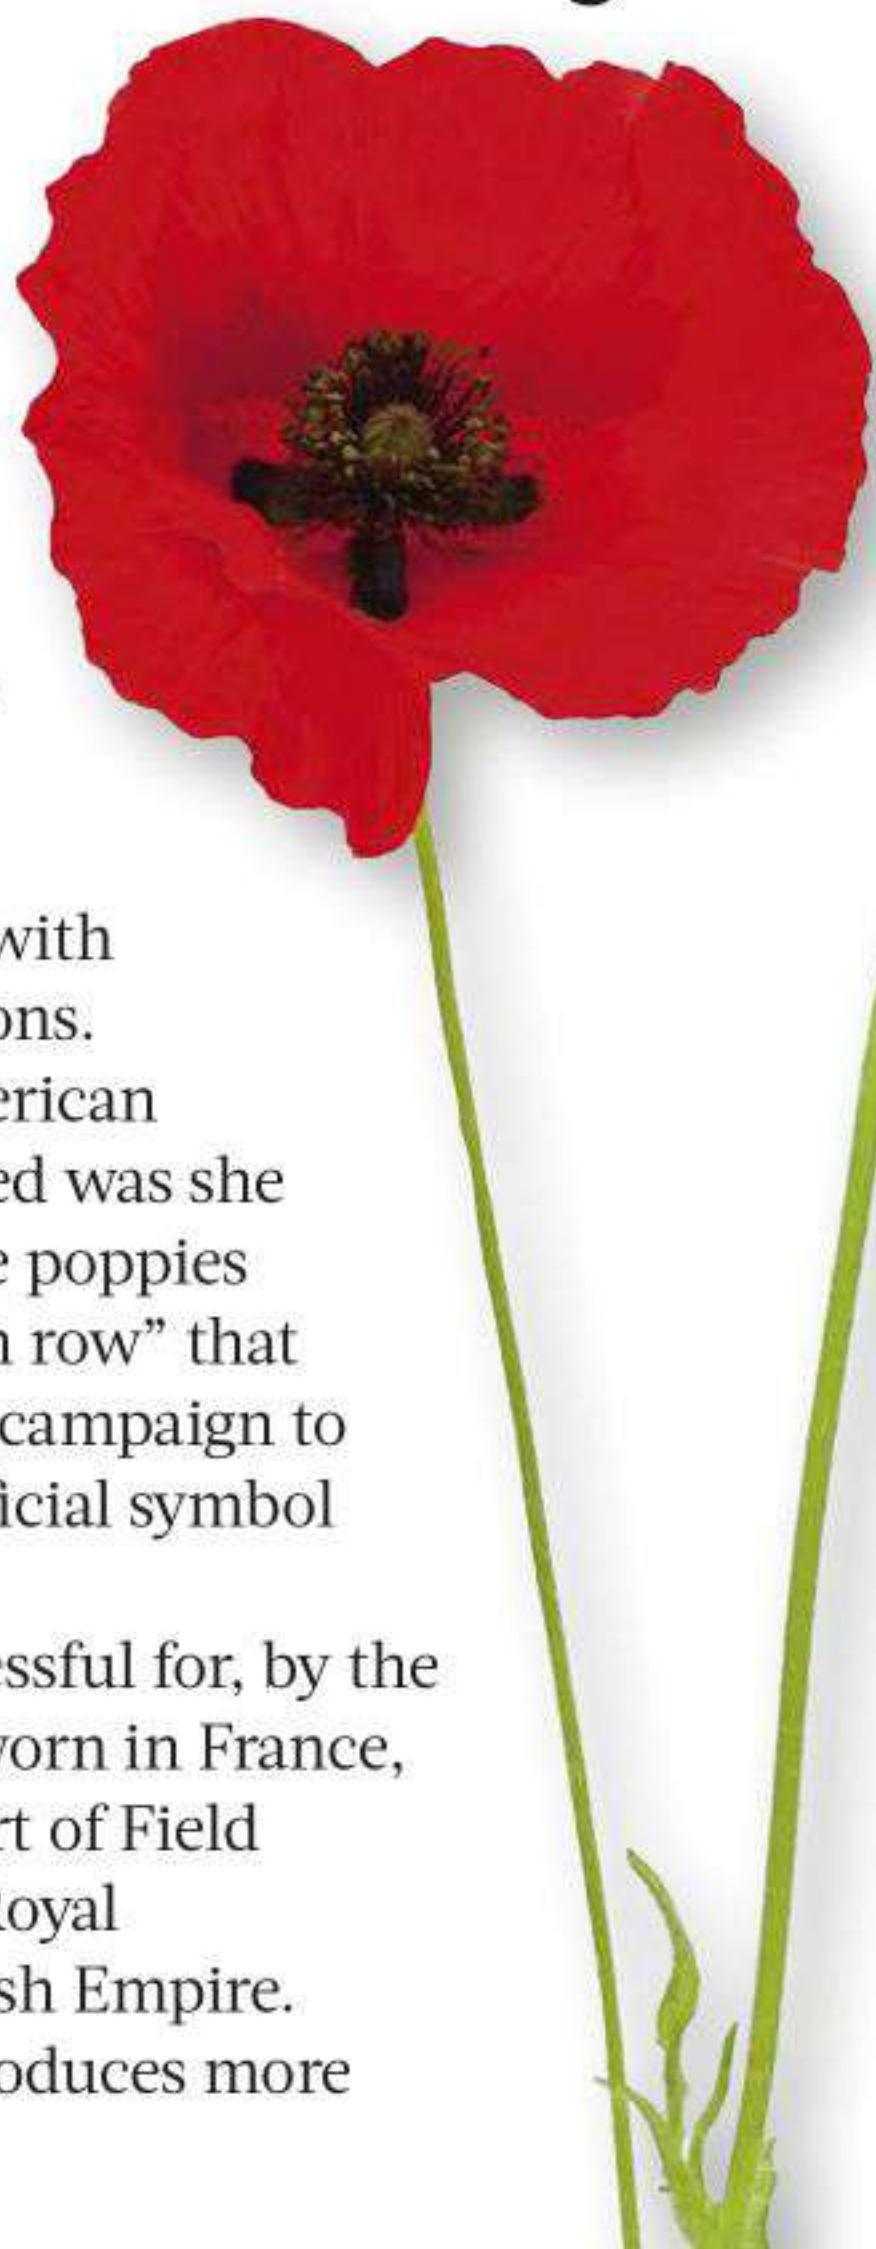 with
ons.
erican
ed was she
e poppies
n row” that
campaign to
icial symbol
essful for, by the
vorn in France,
rt of Field
Royal
sh Empire.
oduces more